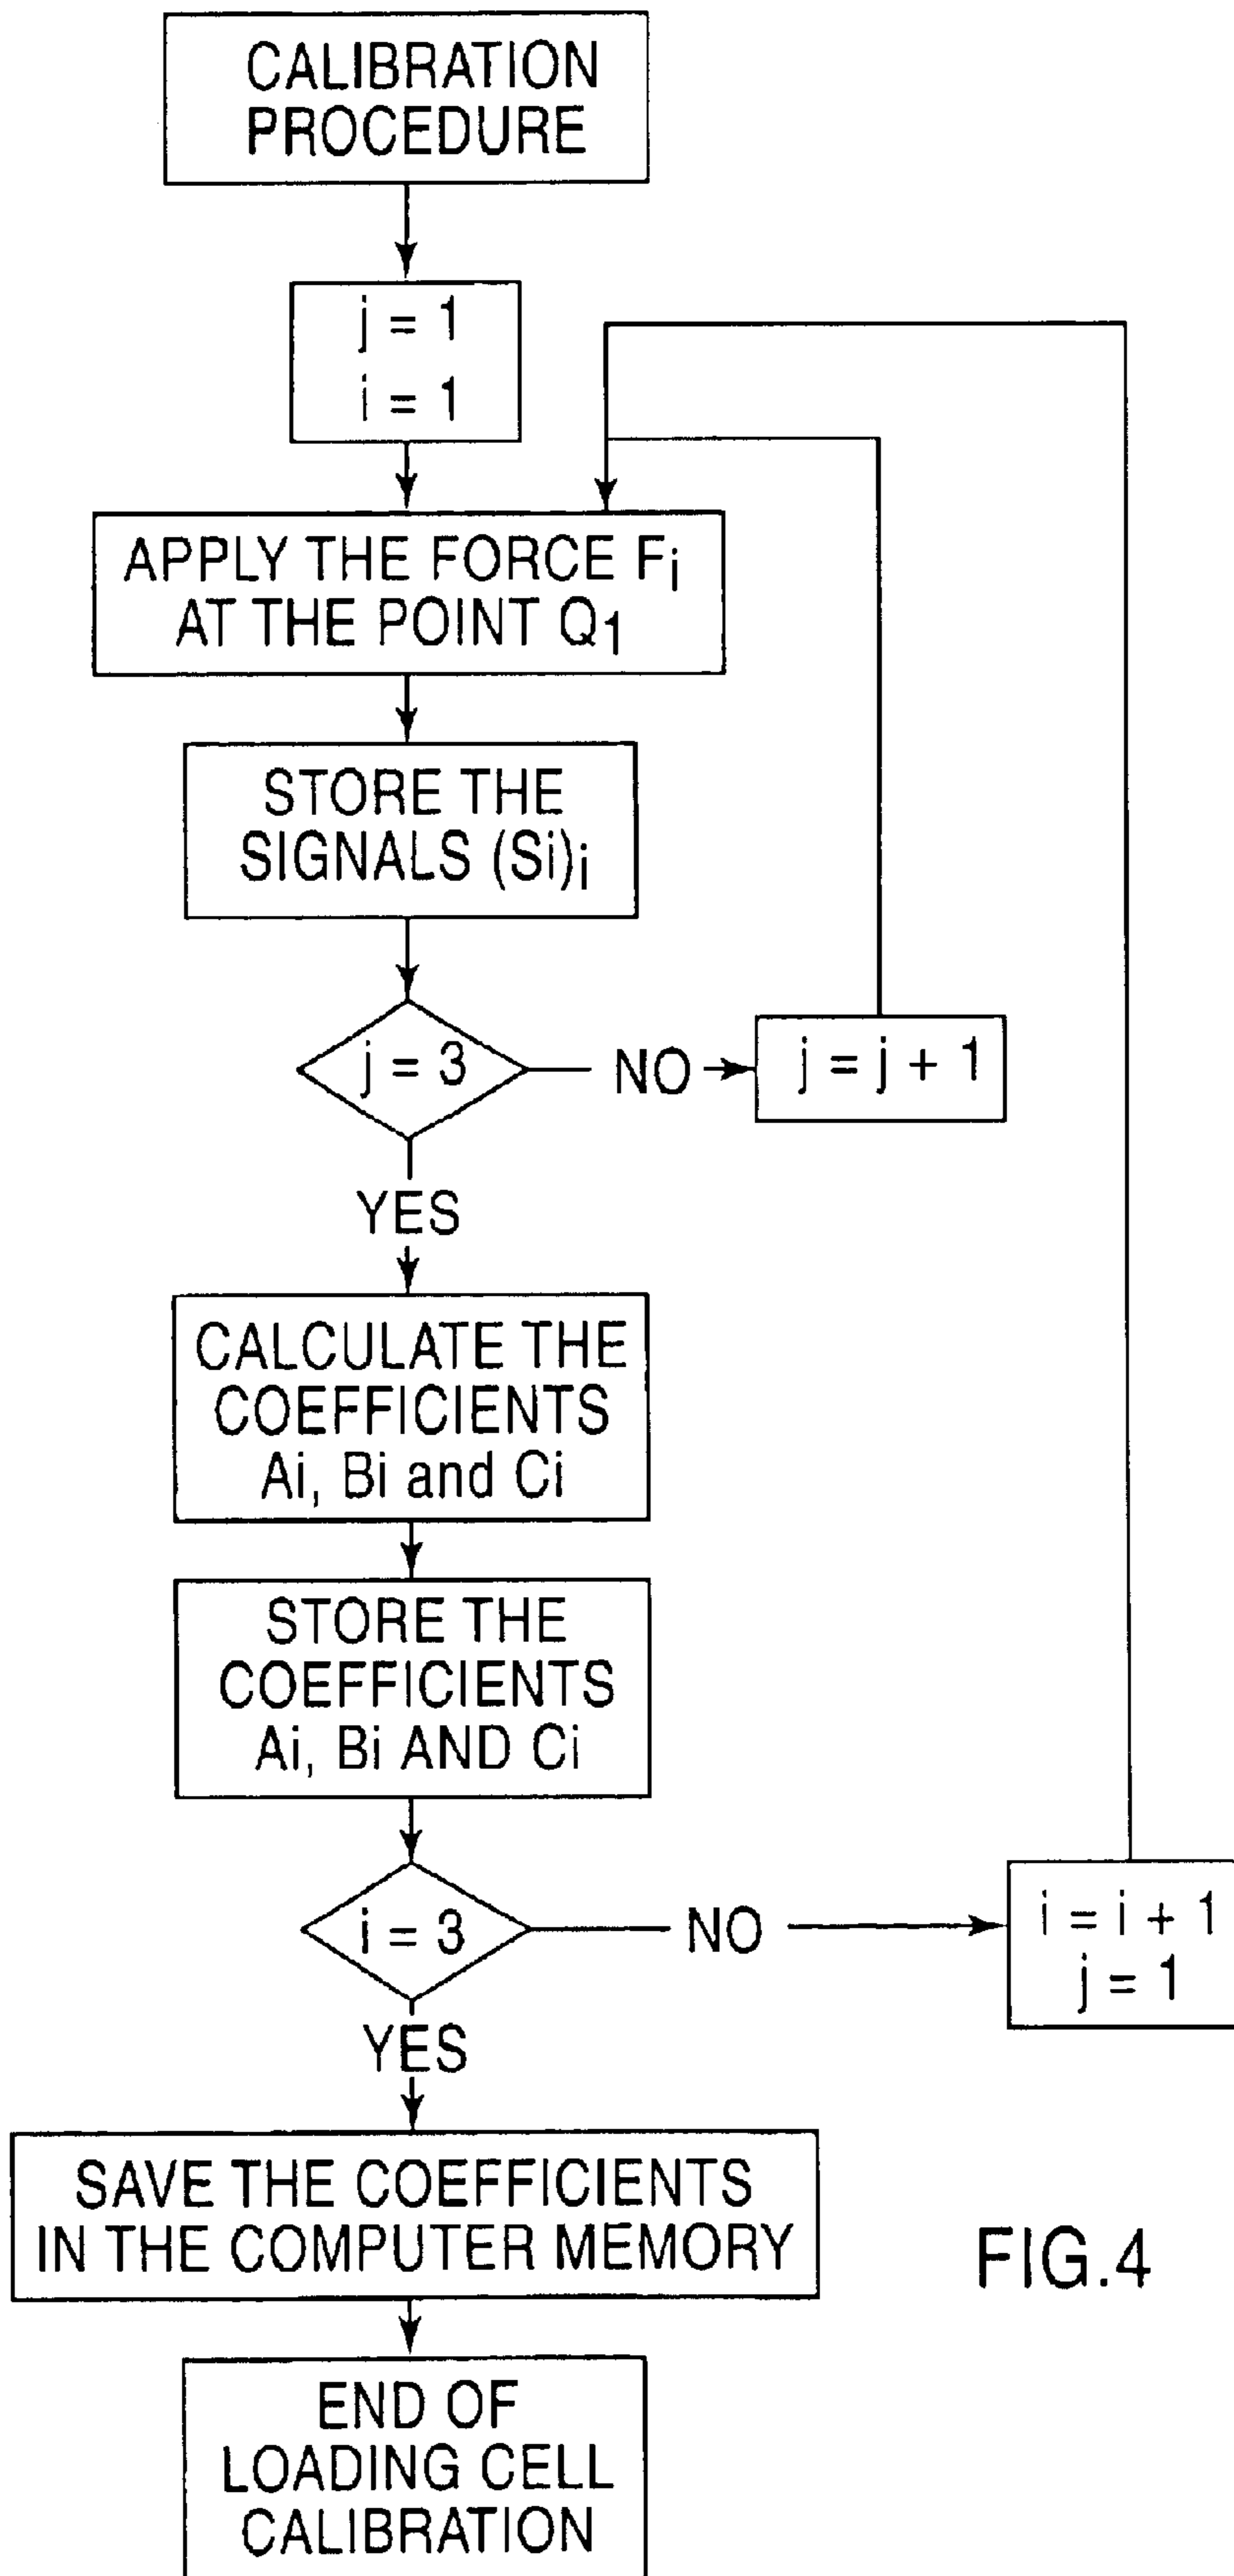 CALIBRATION
PROCEDURE
j = 1
i = 1
APPLY THE FORCE Fi
AT THE POINT Q1
STORE THE
SIGNALS (Si)i
j = 3
NO
j = j + 1
YES
CALCULATE THE
COEFFICIENTS
Ai, Bi and Ci
STORE THE
COEFFICIENTS
Ai, Bi AND Ci
i = 3
NO
i = i + 1
j = 1
YES
SAVE THE COEFFICIENTS
IN THE COMPUTER MEMORY
FIG.4
END OF
LOADING CELL
CALIBRATION